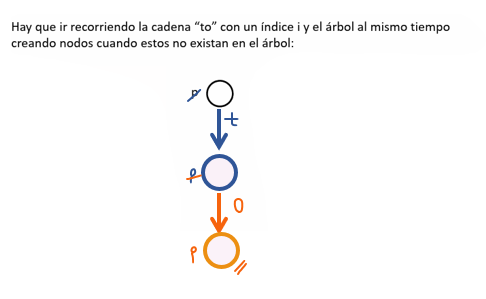 Hay que ir recorriendo la cadena “to” con un índice i y el árbol al mismo tiempo
creando nodos cuando estos no existan en el árbol:
p
t
p
o
p